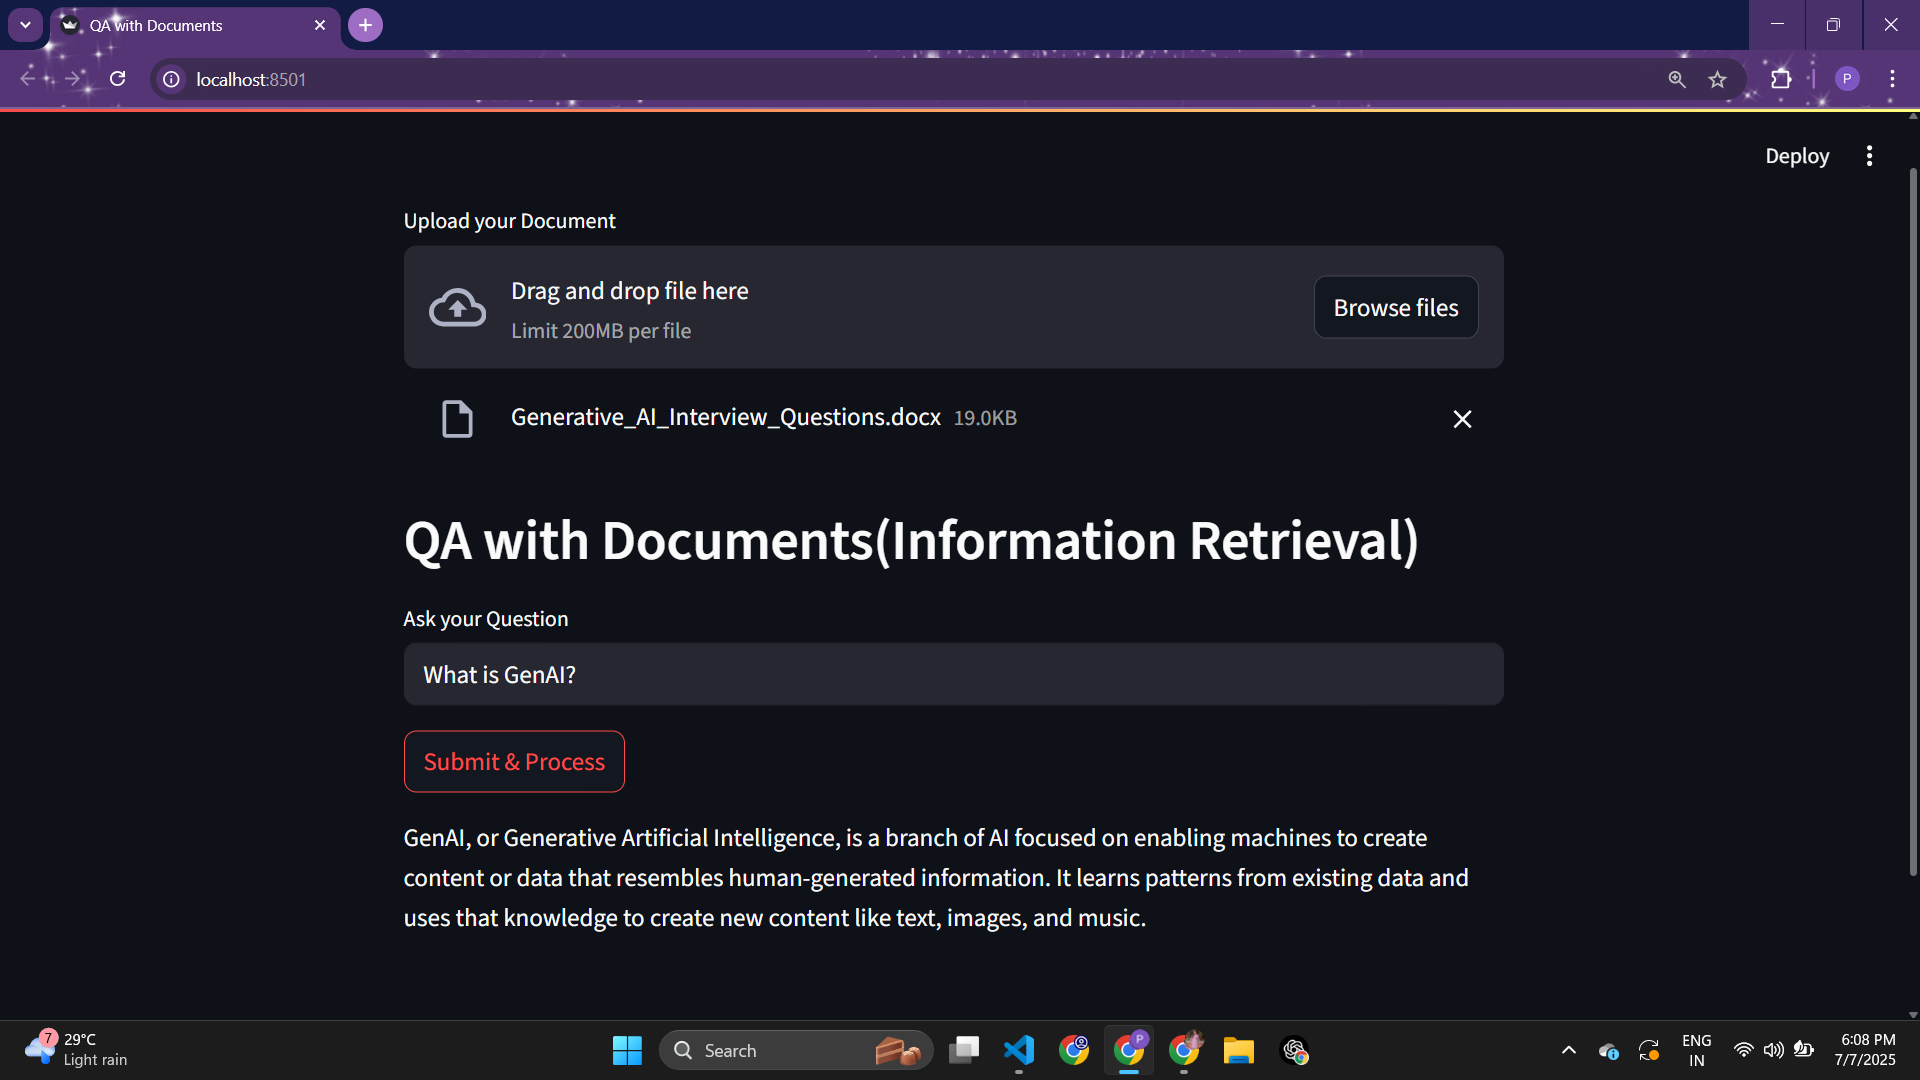 QA with Documents
localhost:8501
P
Deploy
Upload your Document
Drag and drop file here
Limit 200MB per file
Browse files
Generative_AI_Interview_Questions.docx 19.0KB
QA with Documents(Information Retrieval)
Ask your Question
What is GenAI?
Submit & Process
GenAI, or Generative Artificial Intelligence, is a branch of AI focused on enabling machines to create
content or data that resembles human-generated information. It learns patterns from existing data and
uses that knowledge to create new content like text, images, and music.
7
29°C
Light rain
Search
P
ENG
IN
6:08 PM
7/7/2025